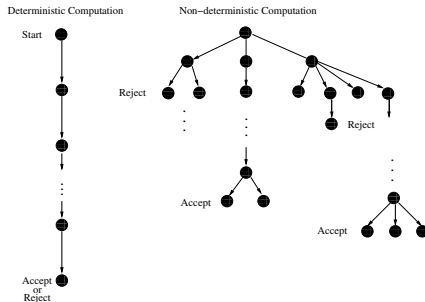 Deterministic Computation
Non-deterministic Computation
Start
Reject
Reject
Accept
Accept
Accept
or
Reject